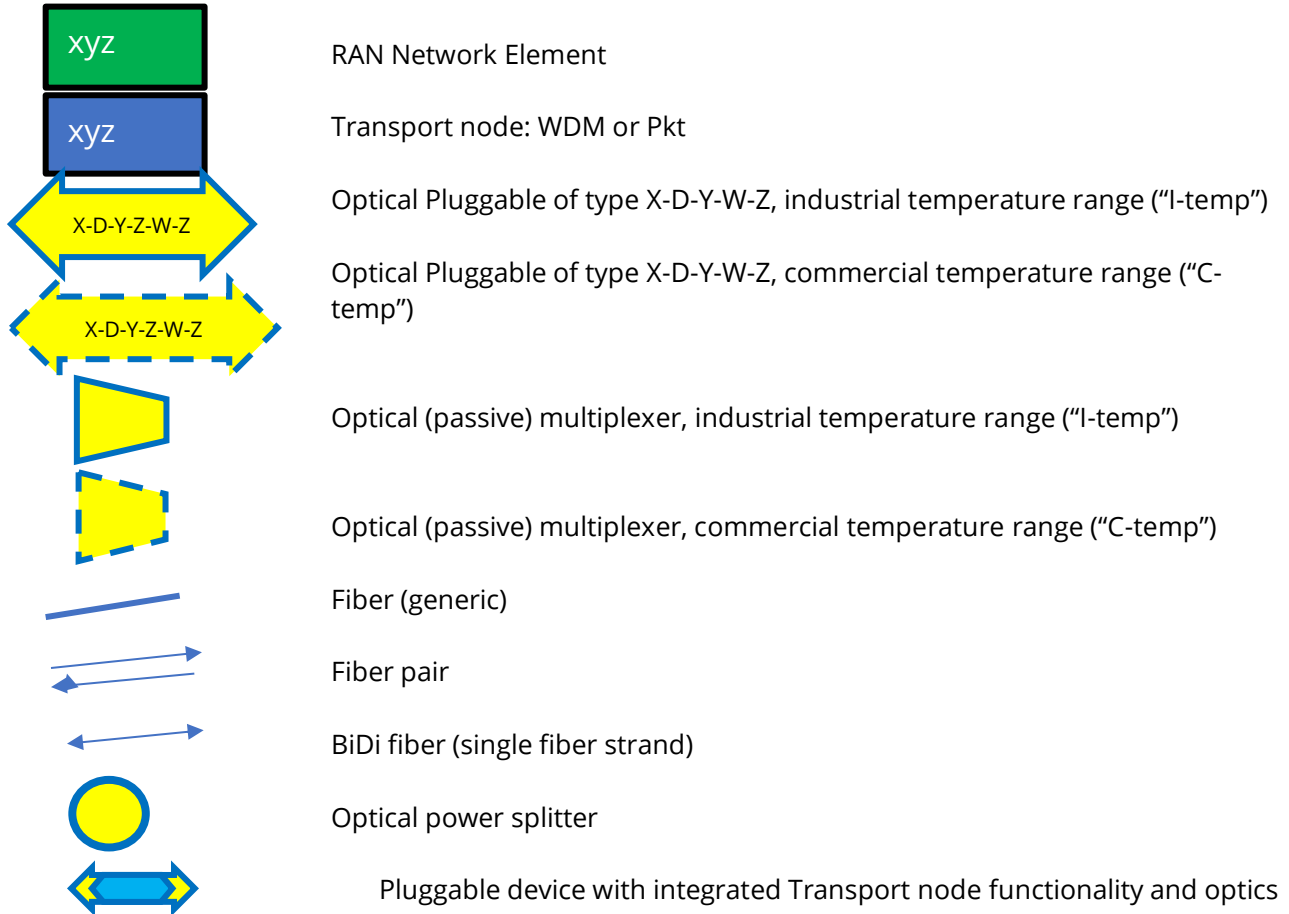 xyz
RAN Network Element
xyz
Transport node: WDM or Pkt
Optical Pluggable of type X-D-Y-W-Z, industrial temperature range (“I-temp”)
X-D-Y-Z-W-Z
Optical Pluggable of type X-D-Y-W-Z, commercial temperature range (“C-
temp”)
X-D-Y-Z-W-Z
Optical (passive) multiplexer, industrial temperature range (“I-temp”)
Optical (passive) multiplexer, commercial temperature range (“C-temp”)
Fiber (generic)
Fiber pair
BiDi fiber (single fiber strand)
Optical power splitter
Pluggable device with integrated Transport node functionality and optics